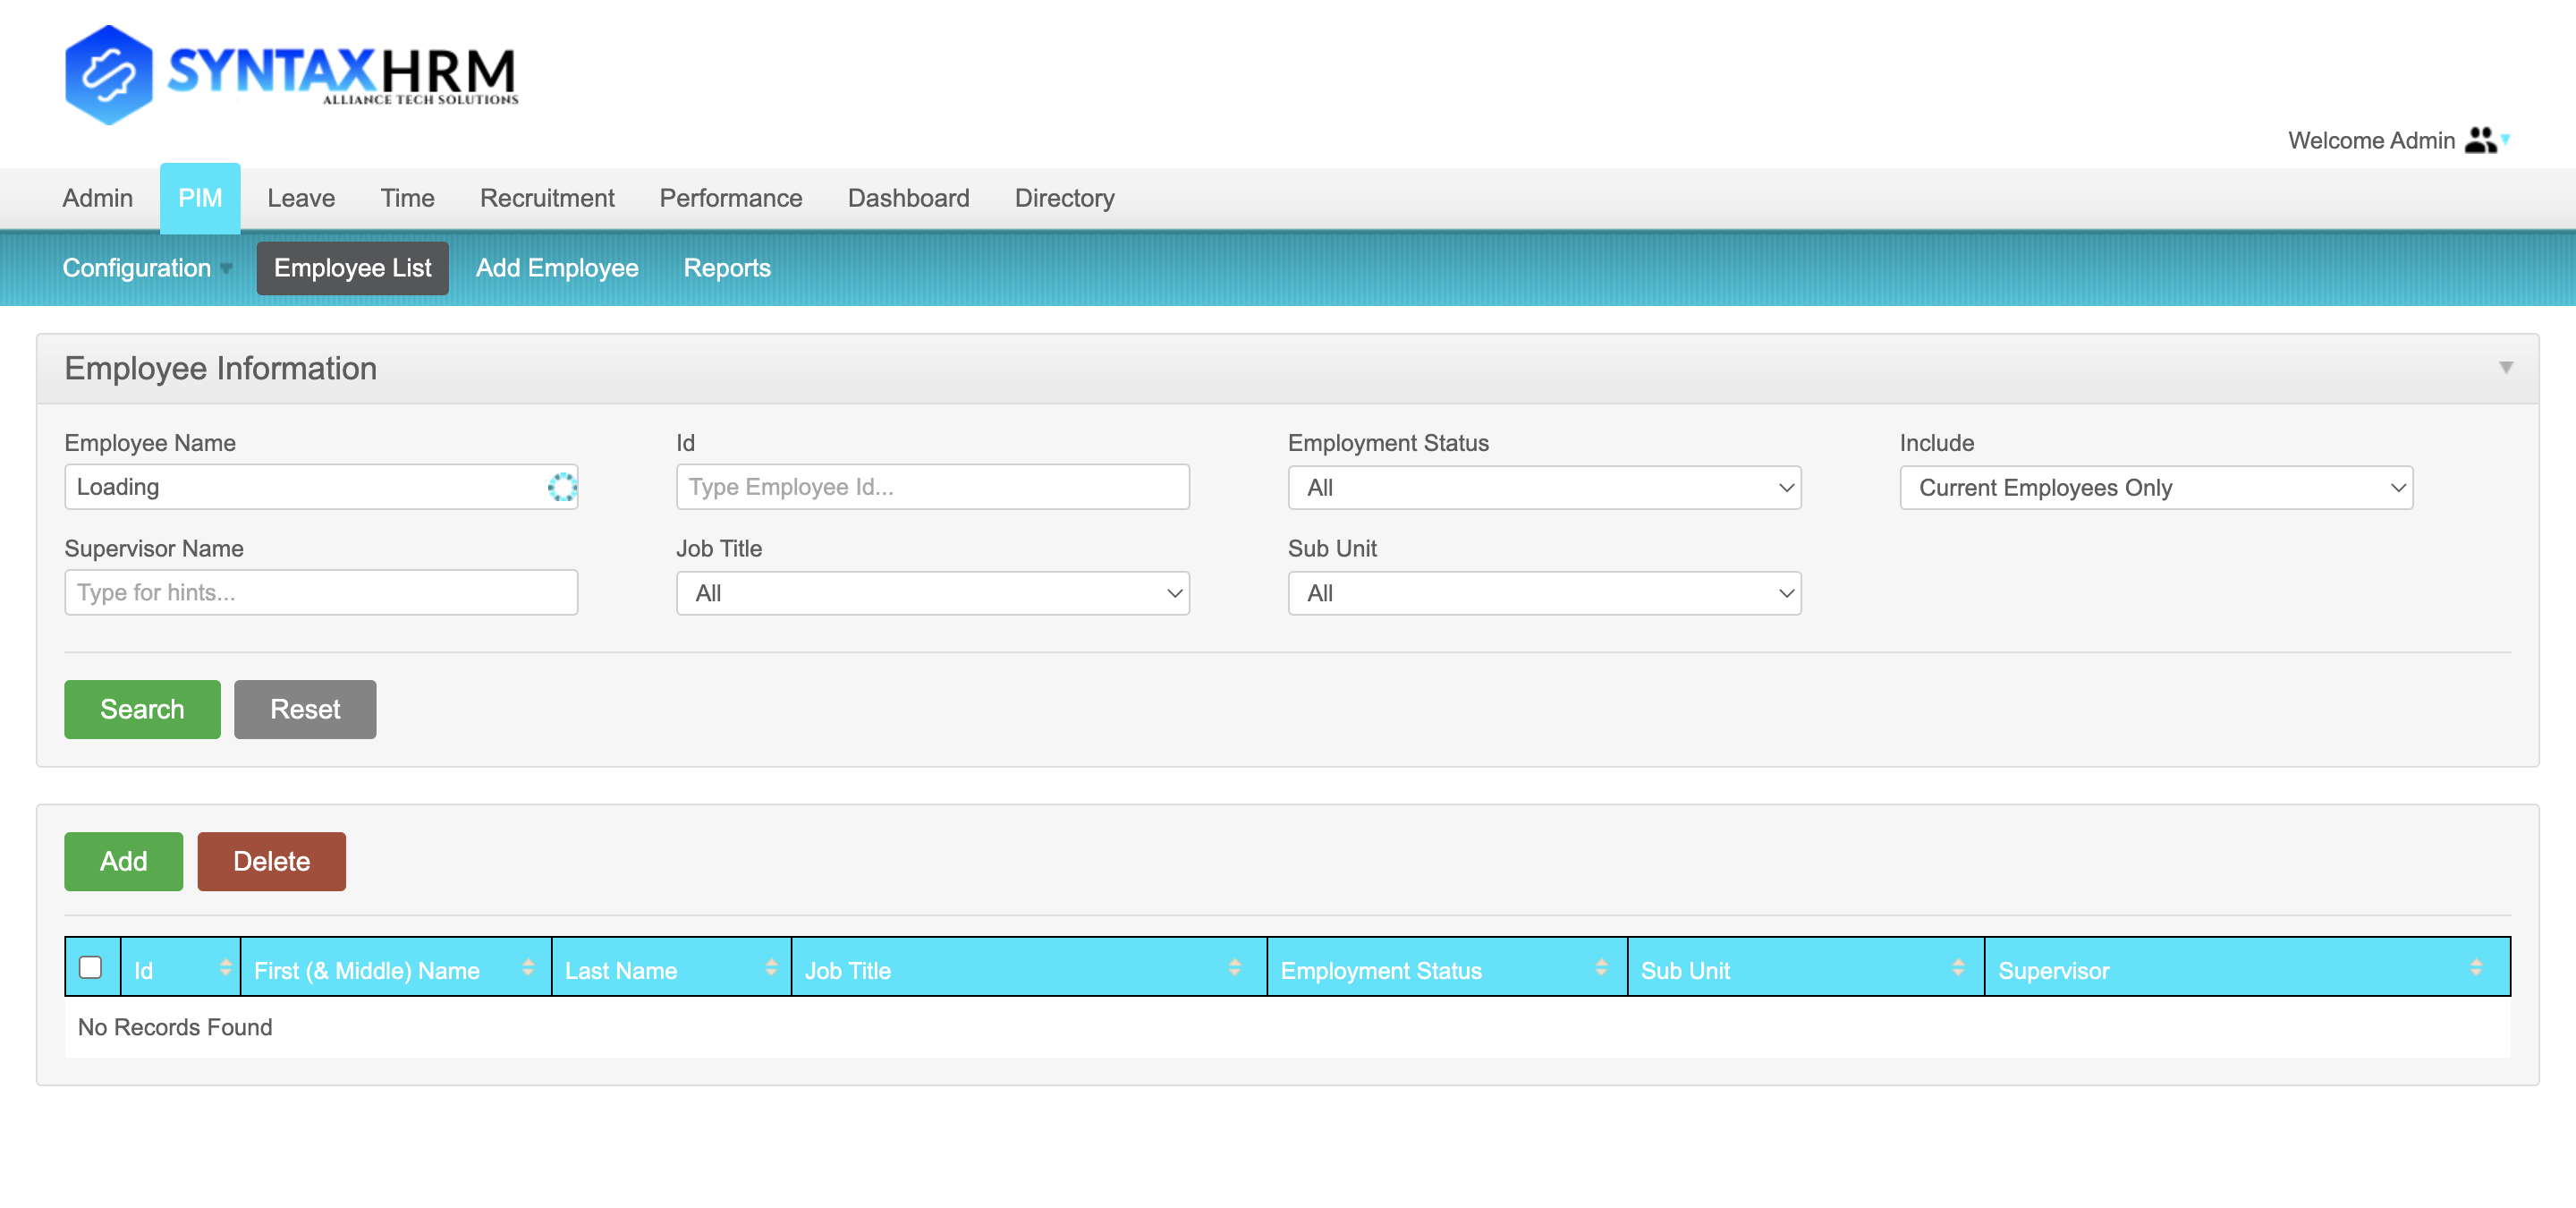 SYNTAXHRM
ALLIANCE TECH SOLUTIONS
Welcome Admin
Admin PIM Leave Time Recruitment Performance Dashboard Directory
Configuration Employee List Add Employee Reports
Employee Information
Employee Name Id Employment Status Include
Loading Type Employee Id... All Current Employees Only
Supervisor Name Job Title Sub Unit
Type for hints... All All
Search Reset
Add Delete
Id First (& Middle) Name Last Name Job Title Employment Status Sub Unit Supervisor
No Records Found